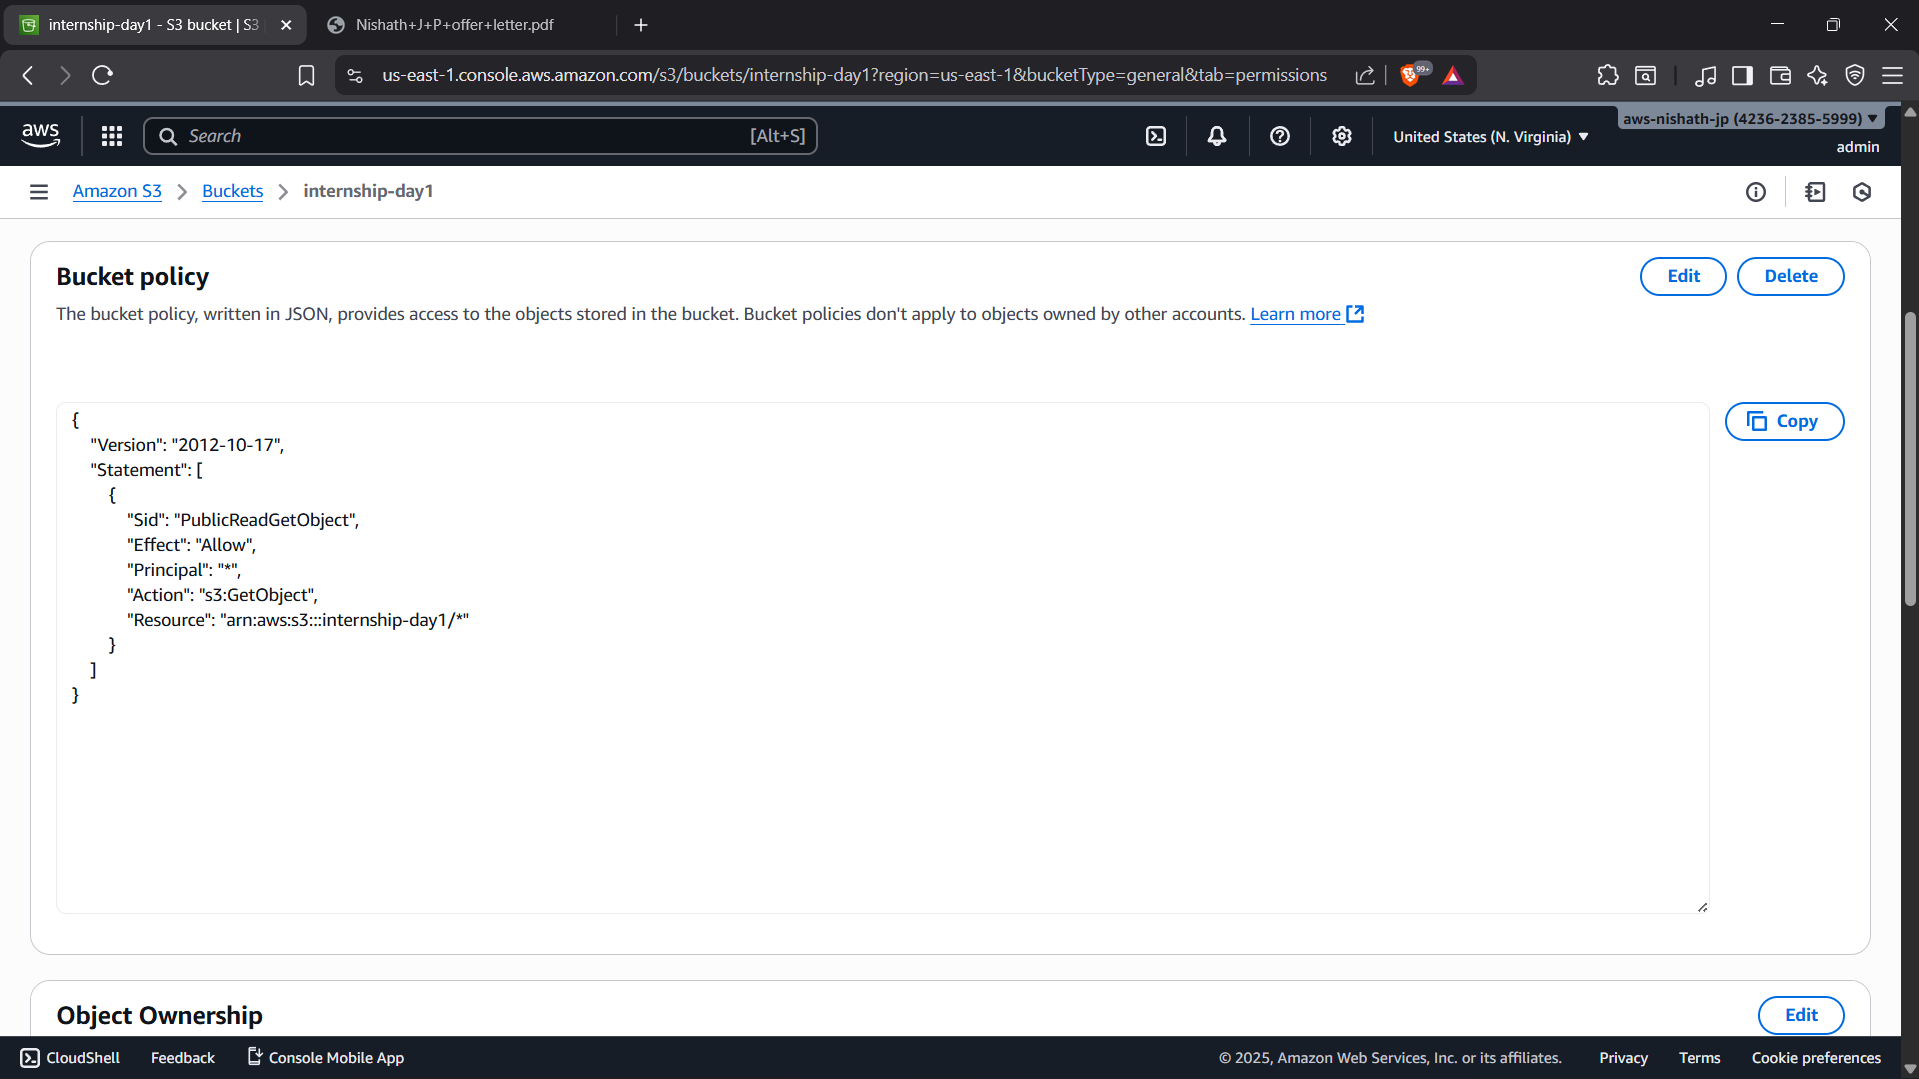 internship-day1 - S3 bucket | S3
Nishath+J+P+offer+letter.pdf
us-east-1.console.aws.amazon.com/s3/buckets/internship-day1?region=us-east-1&bucketType=general&tab=permissions
99+
aws
Search
[Alt+S]
United States (N. Virginia)
aws-nishath-jp (4236-2385-5999)
admin
Amazon S3
Buckets
internship-day1
Bucket policy
Edit
Delete
The bucket policy, written in JSON, provides access to the objects stored in the bucket. Bucket policies don't apply to objects owned by other accounts. Learn more
Copy
{
"Version": "2012-10-17",
"Statement": [
{
"Sid": "PublicReadGetObject",
"Effect": "Allow",
"Principal": "*",
"Action": "s3:GetObject",
"Resource": "arn:aws:s3:::internship-day1/*"
}
]
}
Object Ownership
Edit
CloudShell
Feedback
Console Mobile App
© 2025, Amazon Web Services, Inc. or its affiliates.
Privacy
Terms
Cookie preferences